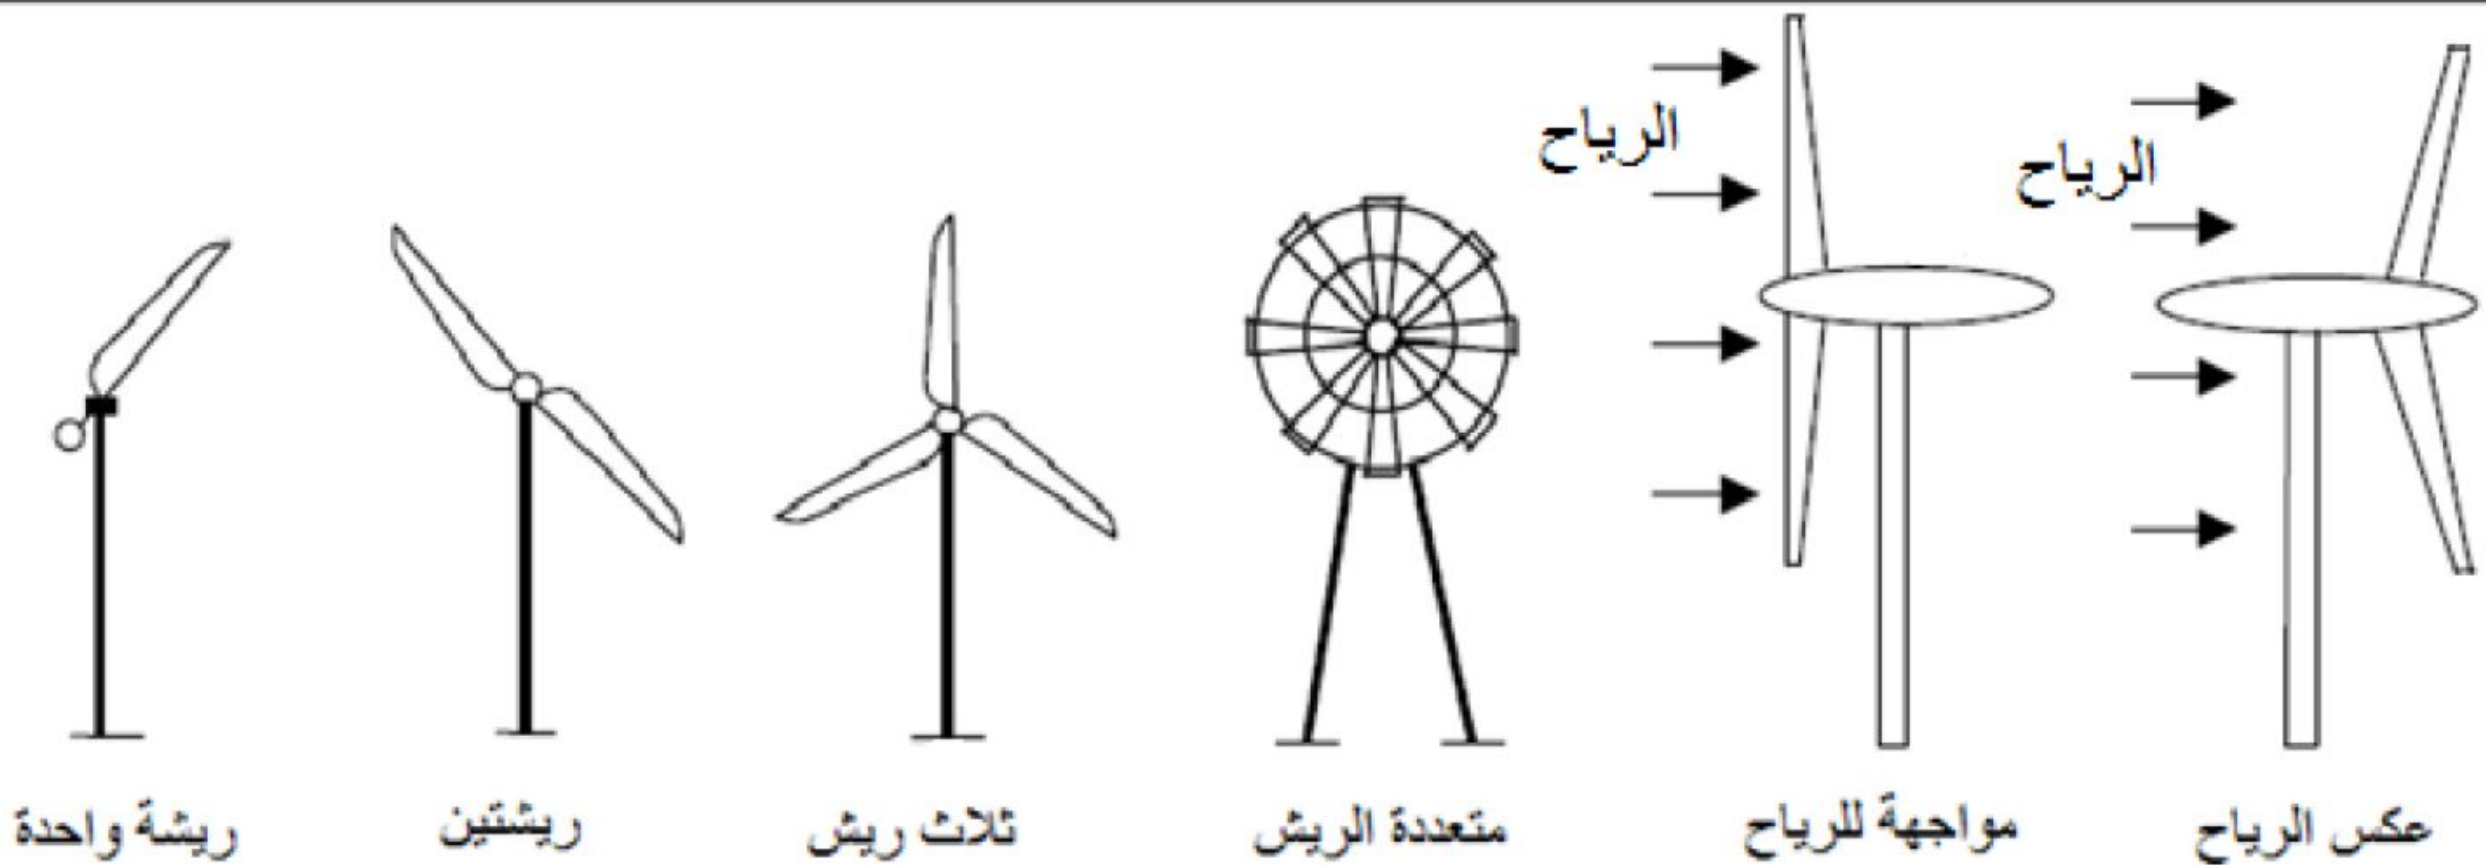 الرياح
الرياح
عكس الرياح
مواجهة للرياح
متعددة الريش
ثلاث ريش
ريشتين
ريشة واحدة